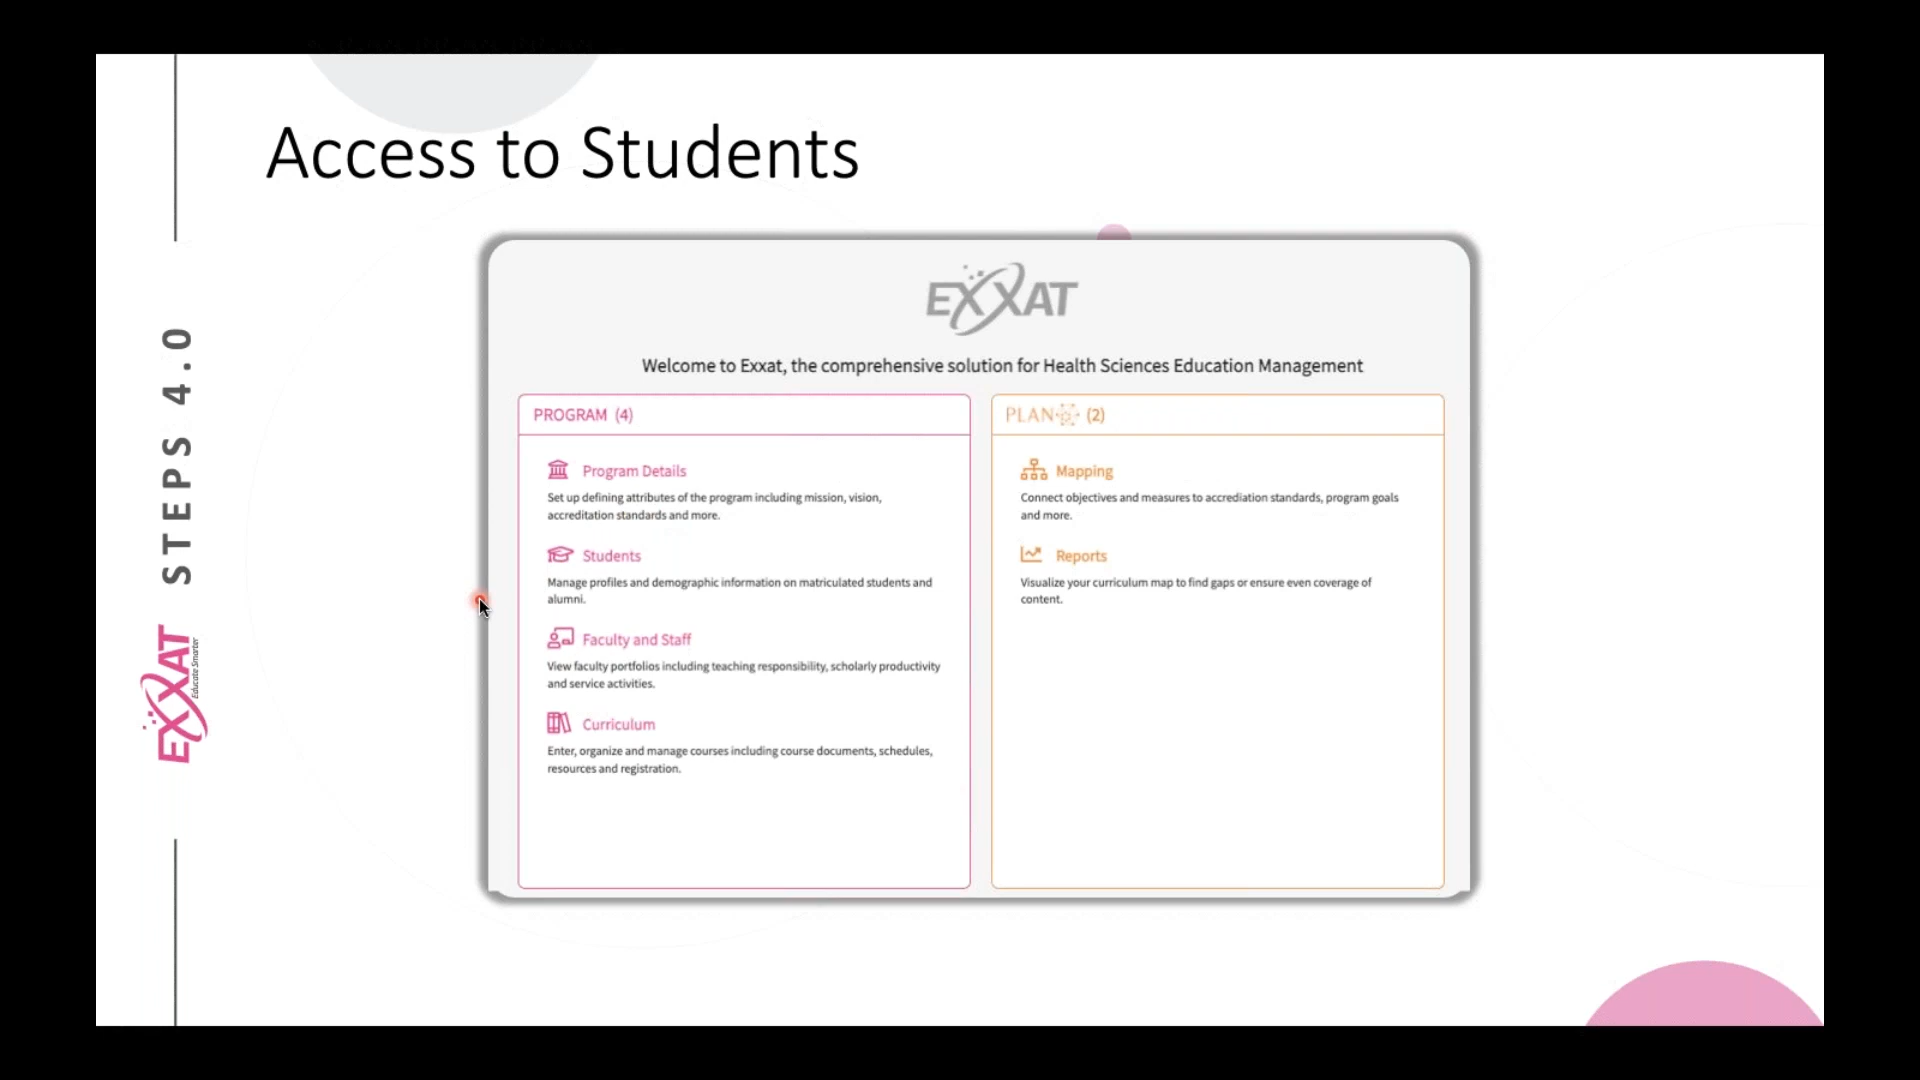 Access to Students
STEPS 4.0
EXXAT
Educate Smarter
EXXAT
Welcome to Exxat, the comprehensive solution for Health Sciences Education Management
PROGRAM (4)
Program Details
Set up defining attributes of the program including mission, vision,
accreditation standards and more.
Students
Manage profiles and demographic information on matriculated students and
alumni.
Faculty and Staff
View faculty portfolios including teaching responsibility, scholarly productivity
and service activities.
Curriculum
Enter, organize and manage courses including course documents, schedules,
resources and registration.
PLAN (2)
Mapping
Connect objectives and measures to accrediation standards, program goals
and more.
Reports
Visualize your curriculum map to find gaps or ensure even coverage of
content.